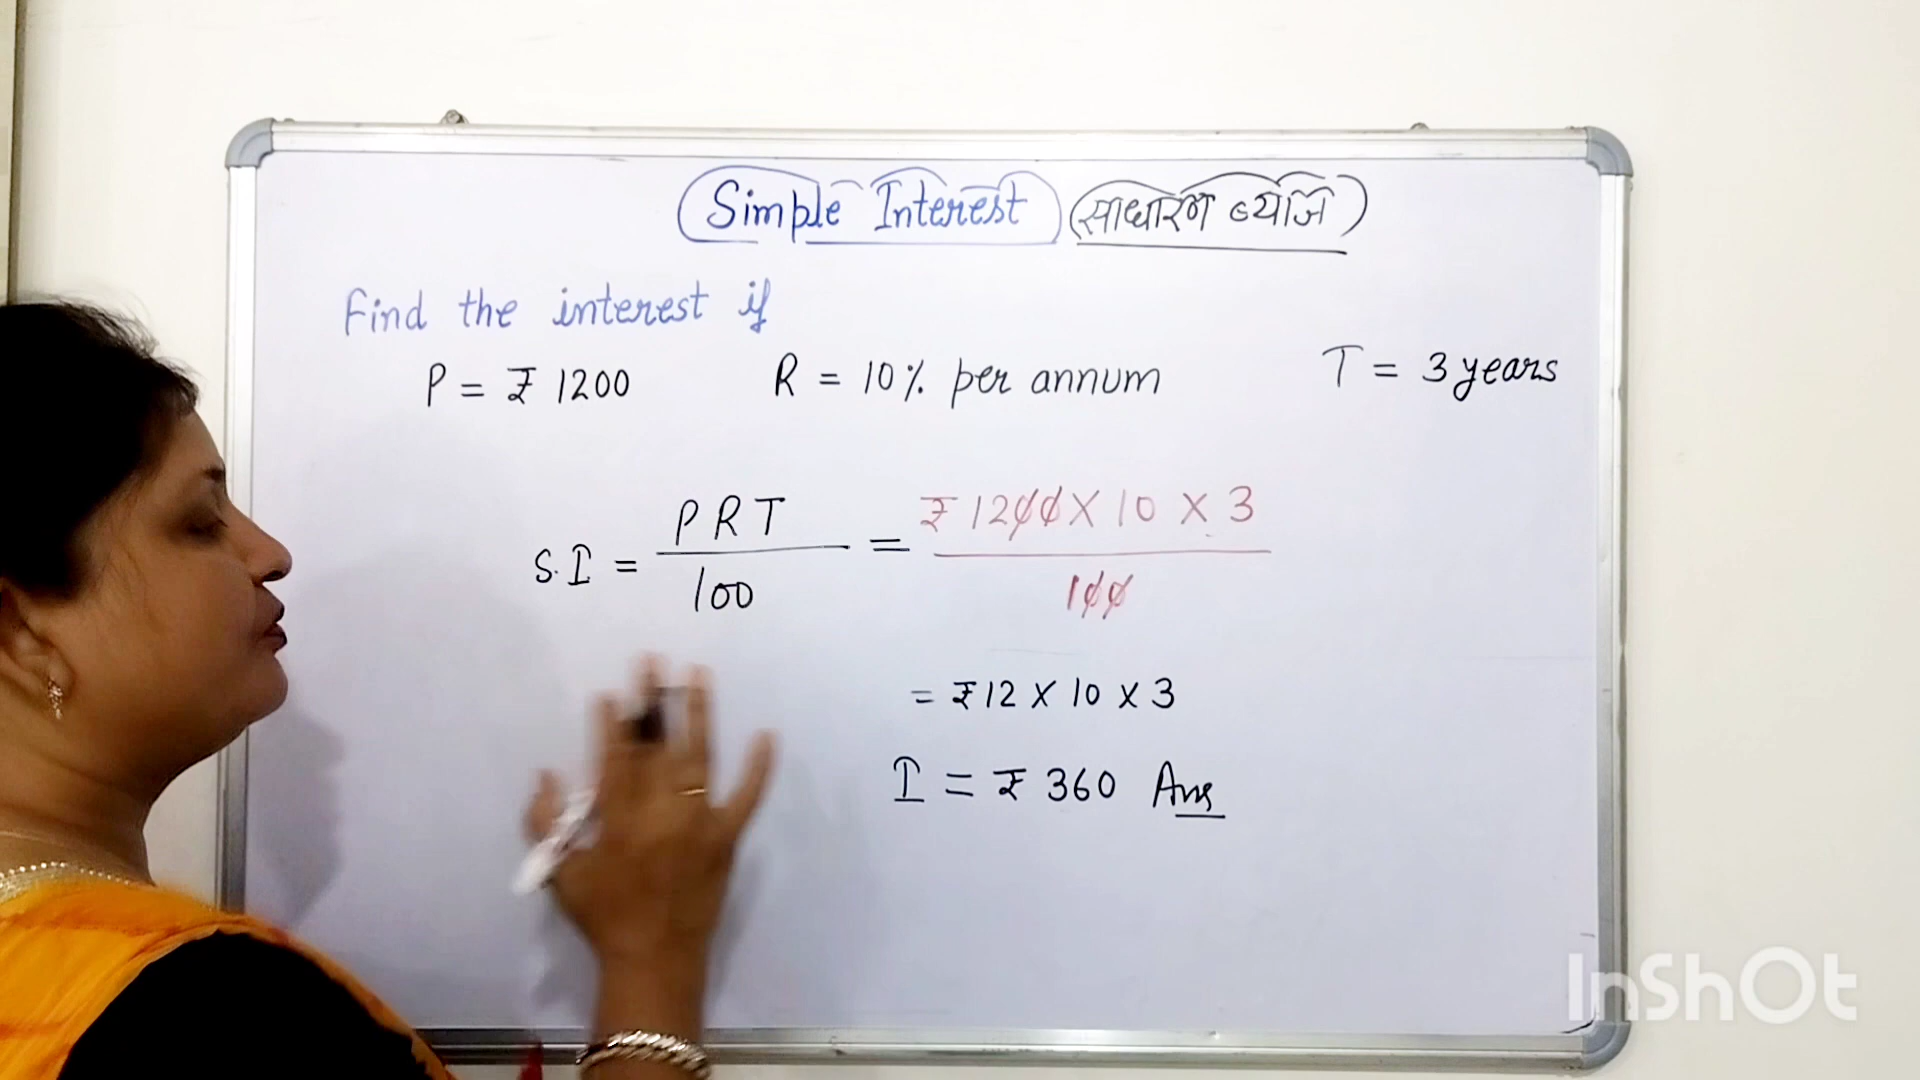 Simple Interest (साधारण ब्याज)
Find the interest if
P = ₹ 1200 R = 10% per annum T = 3 years
S.I = PRT/100 = ₹ 1200 X 10 X 3/100
= ₹ 12 X 10 X 3
I = ₹ 360 Ans
InShOt